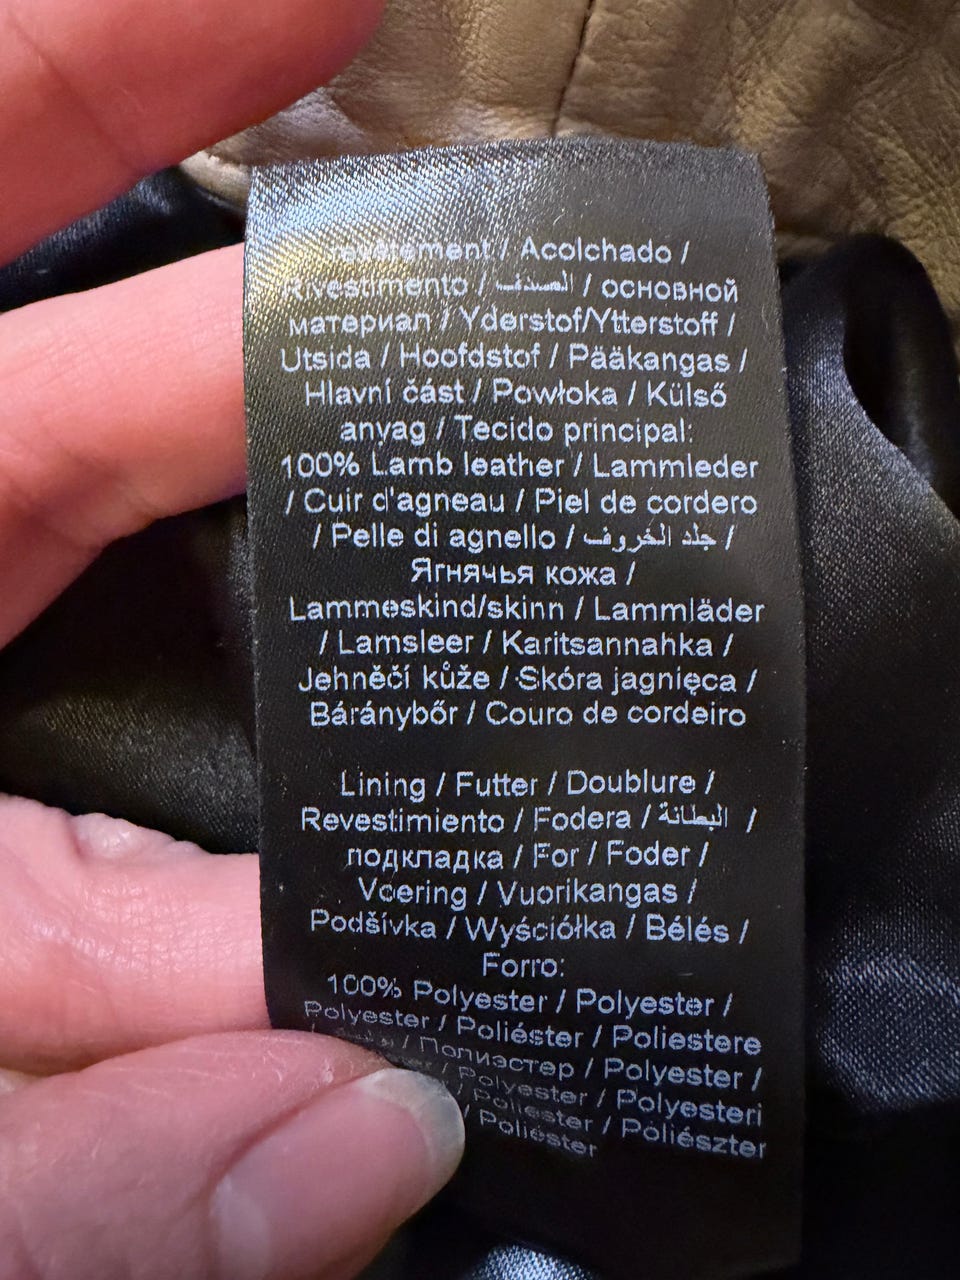 revêtement / Acolchado /
Rivestimento / الصدف / основной
материал / Yderstof/Ytterstoff /
Utsida / Hoofdstof / Pääkangas /
Hlavní část / Powłoka / Külső
anyag / Tecido principal:
100% Lamb leather / Lammleder
/ Cuir d'agneau / Piel de cordero
/ Pelle di agnello / جلد الخروف /
Ягнячья кожа /
Lammeskind/skinn / Lammläder
/ Lamsleer / Karitsannahka /
Jehněčí kůže / Skóra jagnięca /
Báránybőr / Couro de cordeiro
Lining / Futter / Doublure /
Revestimiento / Fodera / البطانة /
подкладка / For / Foder /
Voering / Vuorikangas /
Podšívka / Wyściółka / Bélés /
Forro:
100% Polyester / Polyester /
Polyester / Poliéster / Poliestere
/ / Полиэстер / Polyester /
/ Polyester / Polyesteri
/ Poliester / Poliészter
/ Poliéster